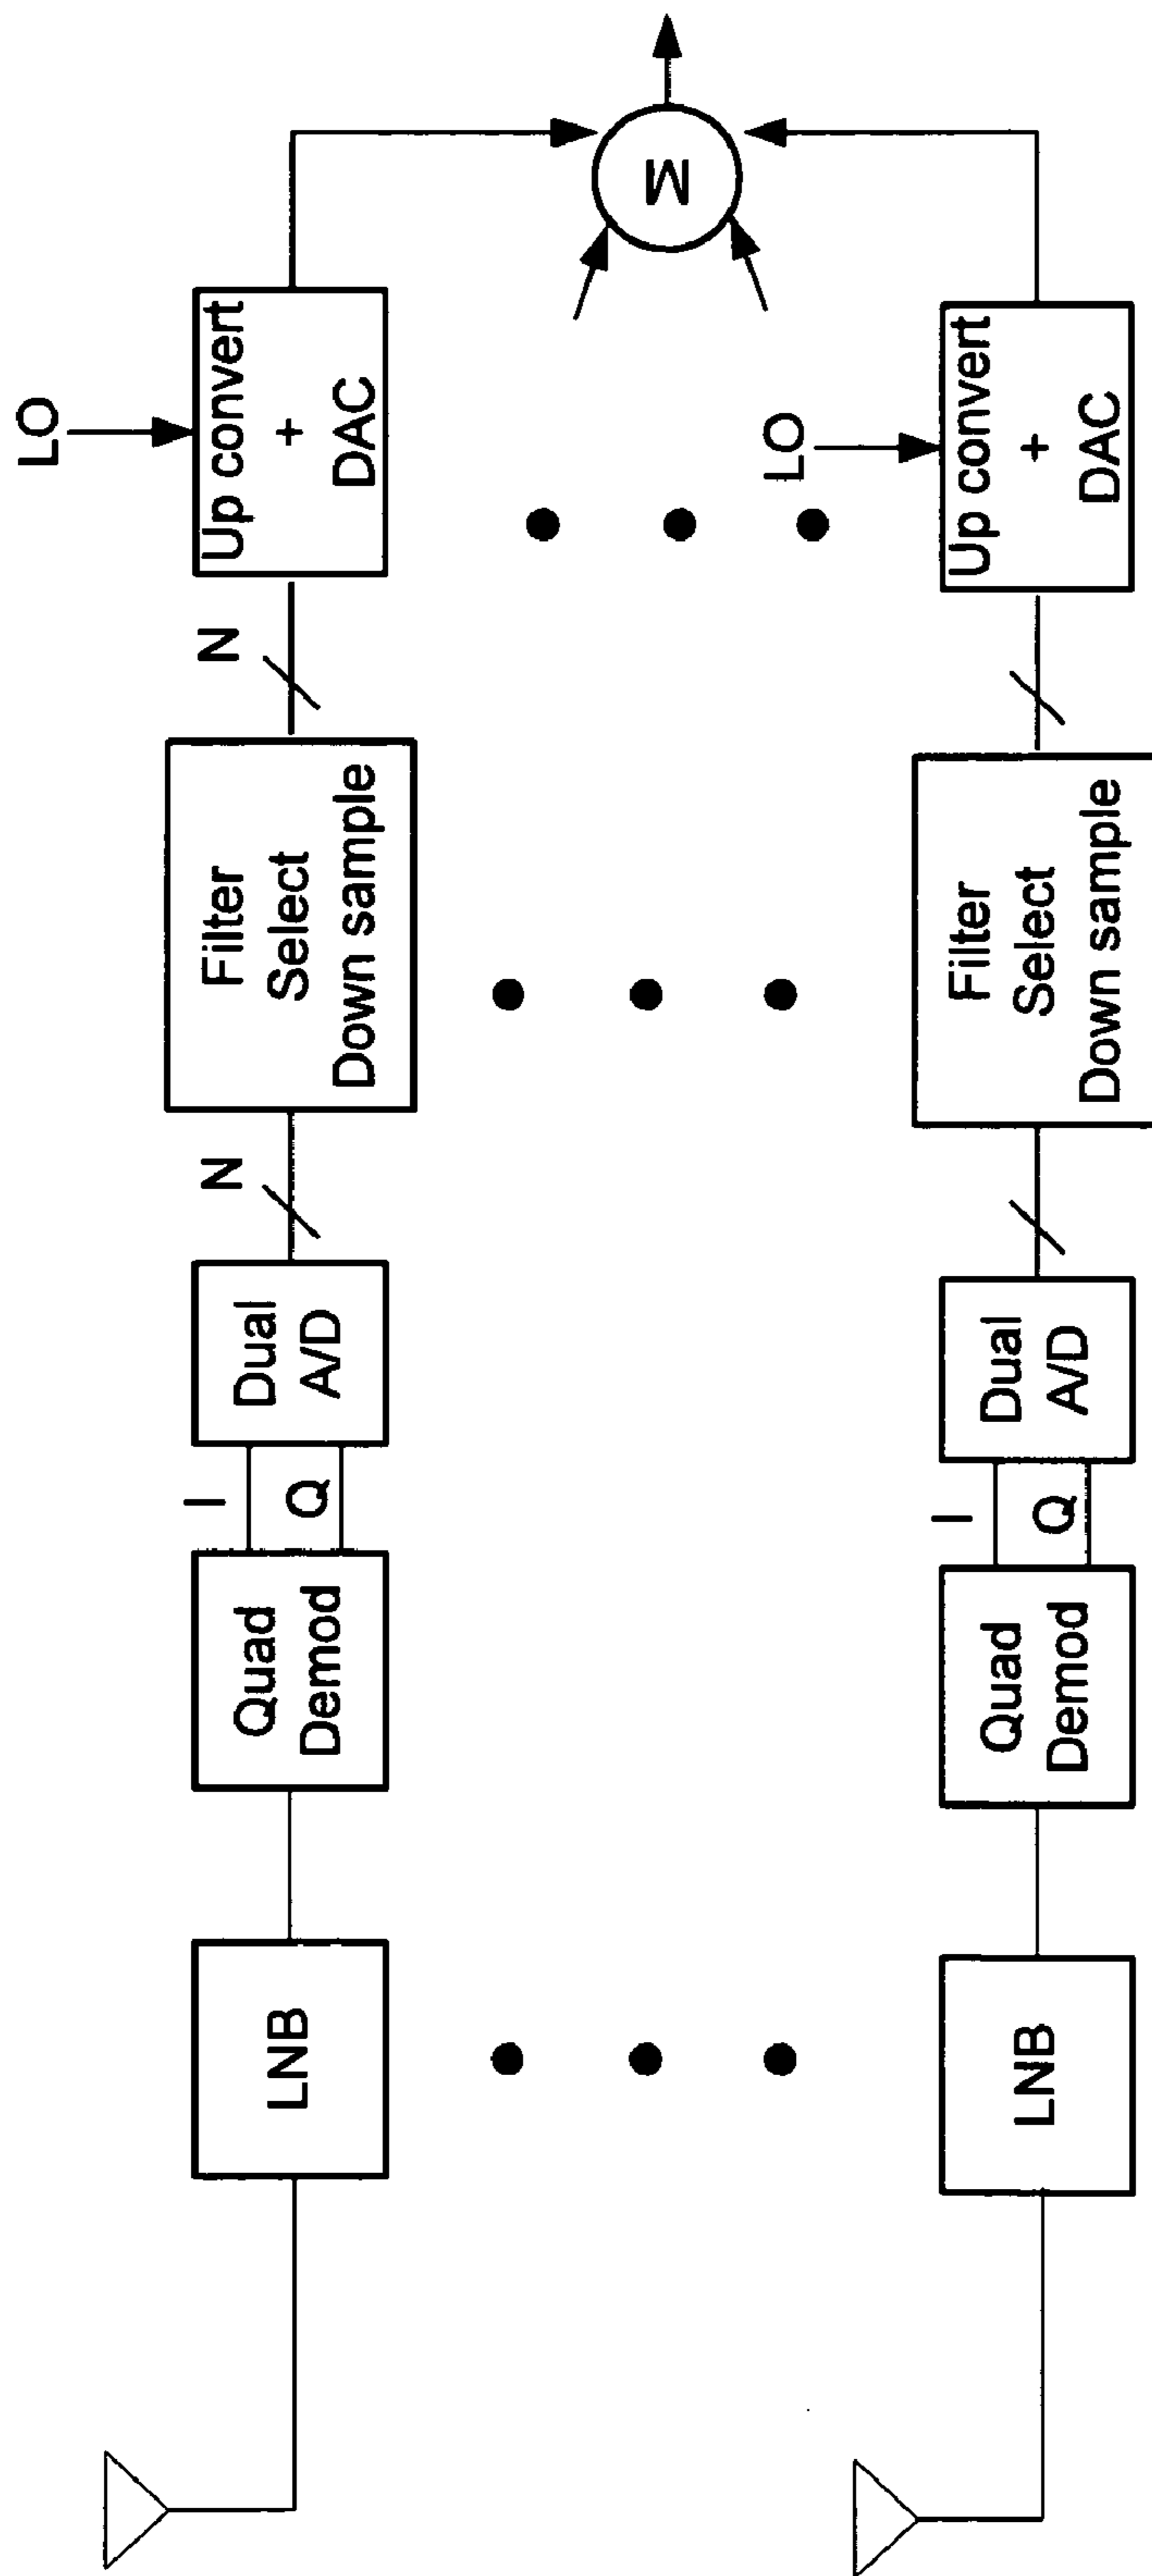 LNB
Quad
Demod
I
Q
Dual
A/D
N
Filter
Select
Down sample
N
LO
Up convert
+
DAC
Σ
LNB
Quad
Demod
I
Q
Dual
A/D
Filter
Select
Down sample
LO
Up convert
+
DAC